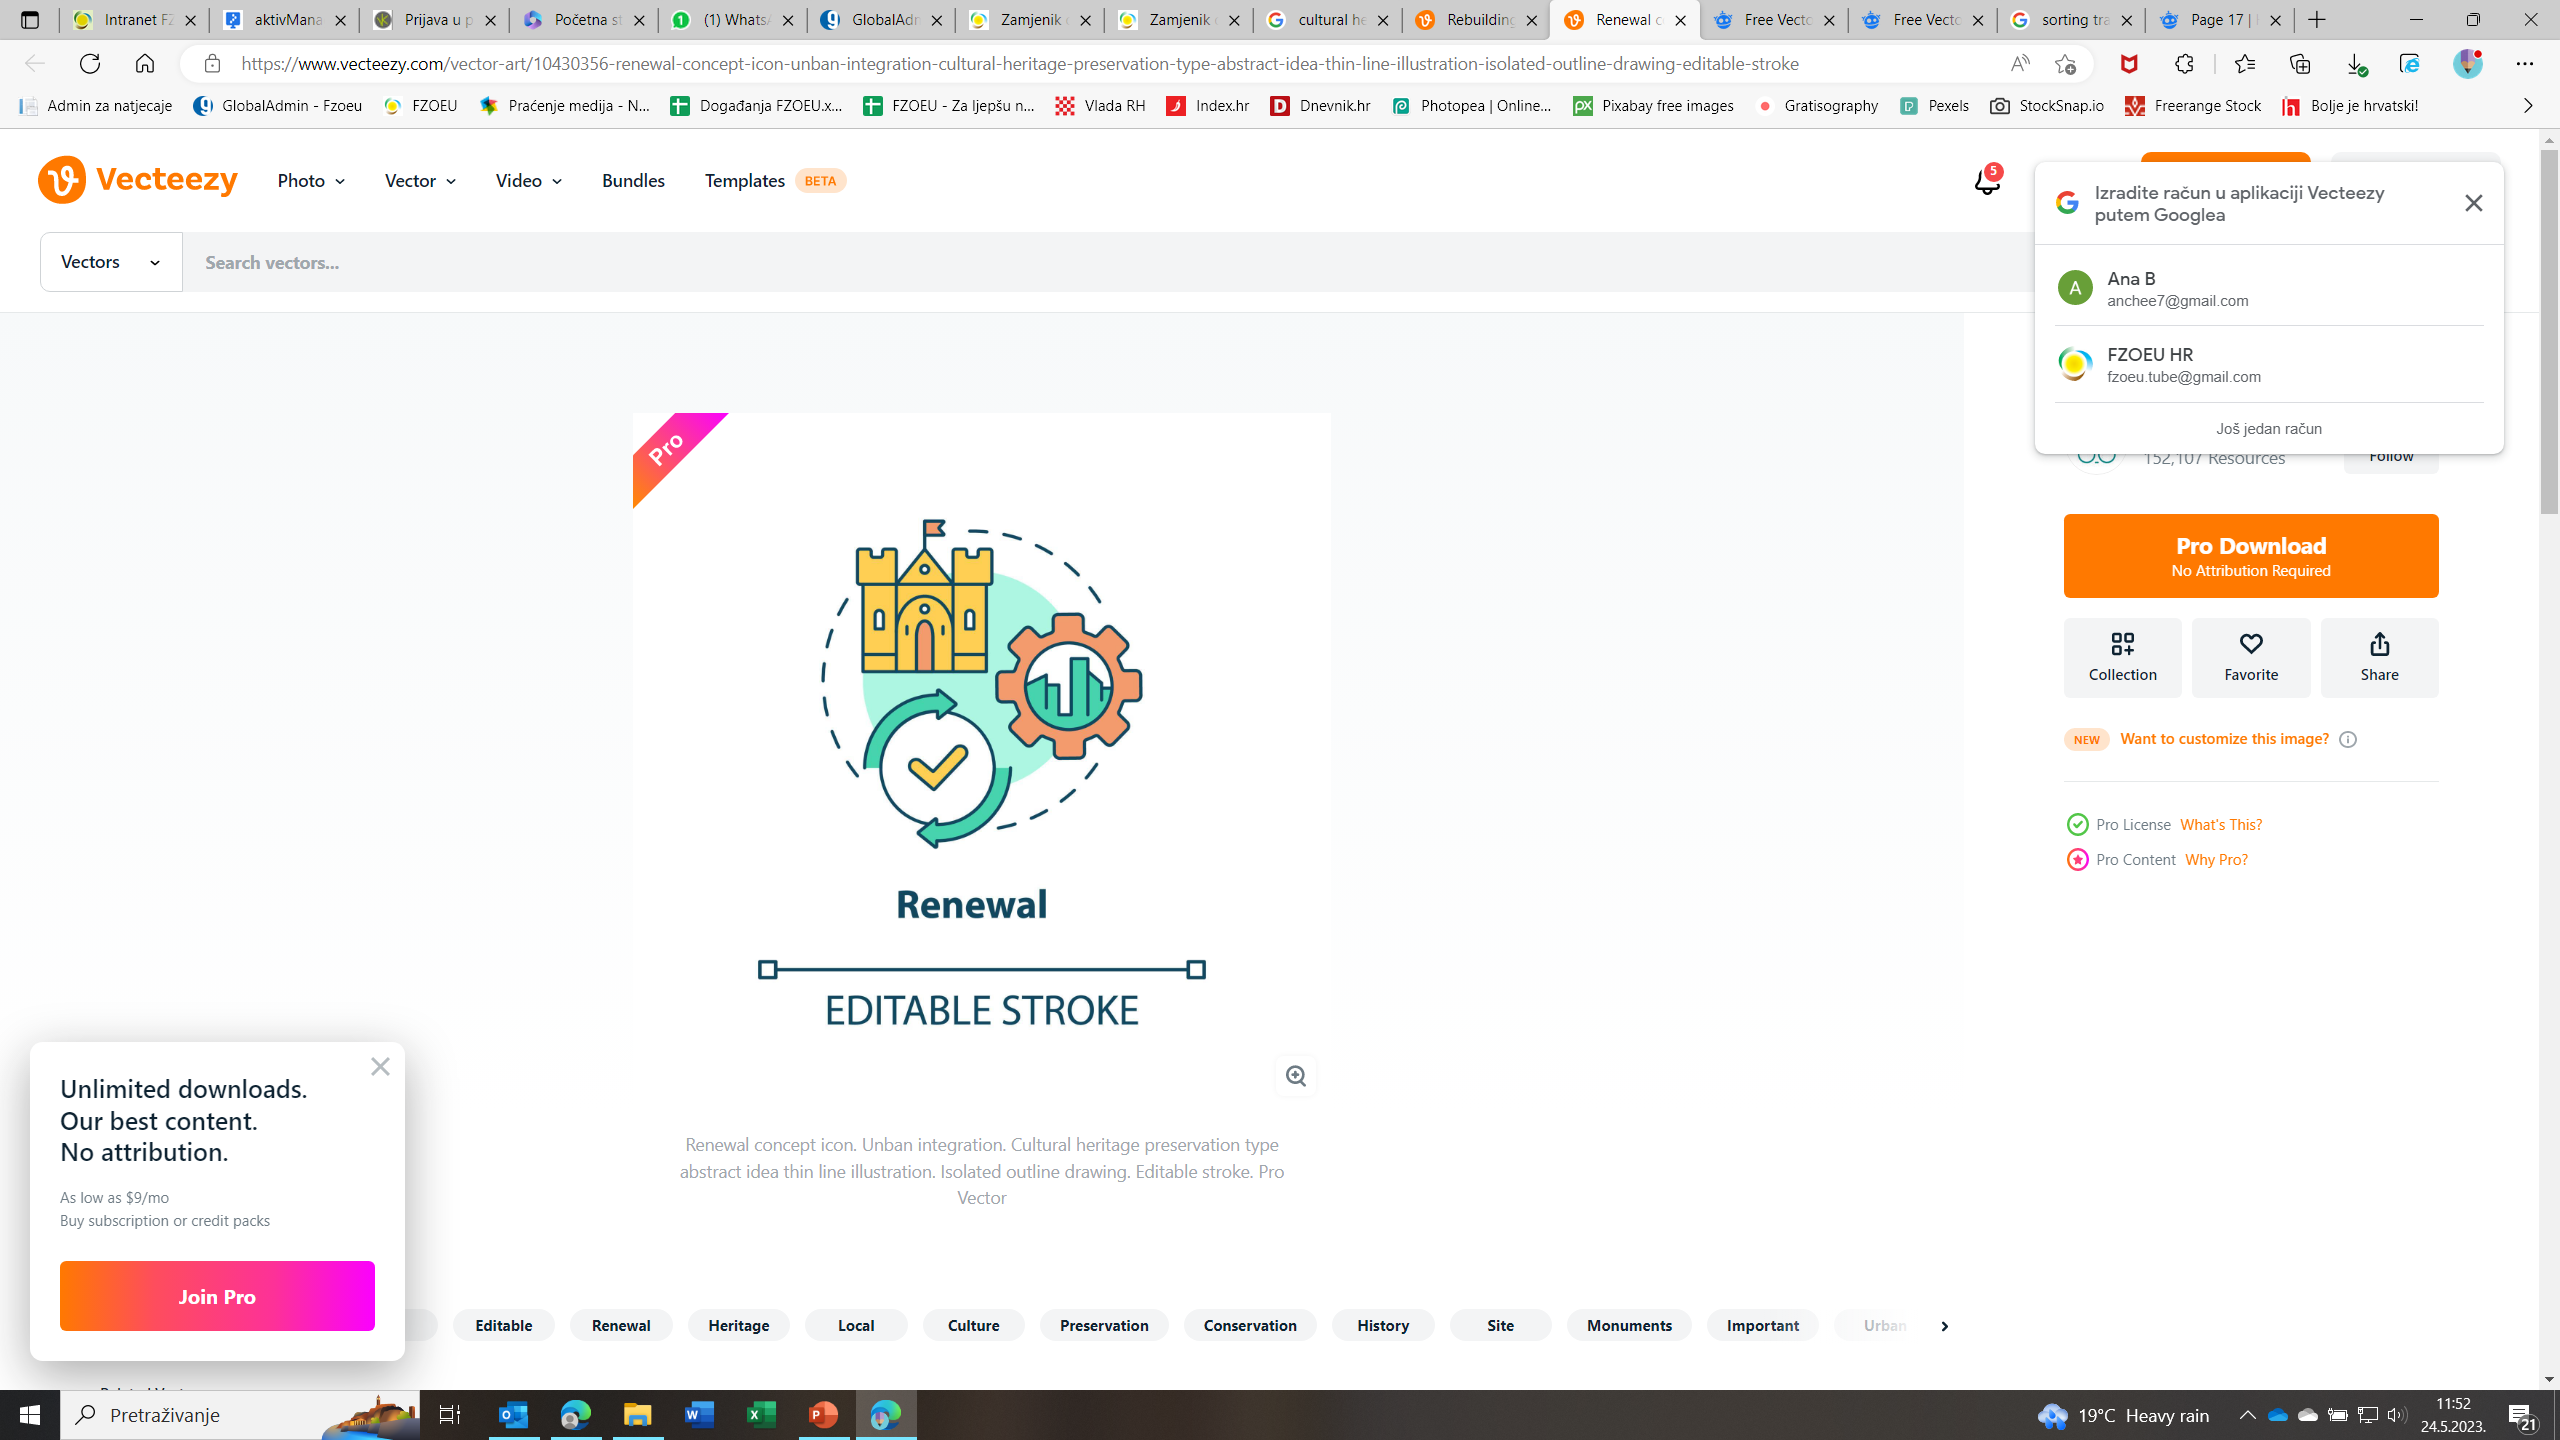 Intranet FZ
aktivMana
Prijava u p
Početna st
(1) WhatsA
GlobalAdm
Zamjenik
Zamjenik
cultural he
Rebuilding
Renewal c
Free Vecto
Free Vecto
sorting tra
Page 17 |
https://www.vecteezy.com/vector-art/10430356-renewal-concept-icon-unban-integration-cultural-heritage-preservation-type-abstract-idea-thin-line-illustration-isolated-outline-drawing-editable-stroke
Admin za natjecaje
GlobalAdmin - Fzoeu
FZOEU
Praćenje medija - N...
Događanja FZOEU.x...
FZOEU - Za ljepšu n...
Vlada RH
Index.hr
Dnevnik.hr
Photopea | Online...
Pixabay free images
Gratisography
Pexels
StockSnap.io
Freerange Stock
Bolje je hrvatski!
Vecteezy
Photo
Vector
Video
Bundles
Templates
BETA
5
Vectors
Search vectors...
Izradite račun u aplikaciji Vecteezy
putem Googlea
A
Ana B
anchee7@gmail.com
FZOEU HR
fzoeu.tube@gmail.com
Još jedan račun
152,107 Resources
Follow
Pro
Pro Download
No Attribution Required
Collection
Favorite
Share
NEW
Want to customize this image?
Pro License What's This?
Pro Content Why Pro?
Renewal
EDITABLE STROKE
Renewal concept icon. Unban integration. Cultural heritage preservation type
abstract idea thin line illustration. Isolated outline drawing. Editable stroke. Pro
Vector
Unlimited downloads.
Our best content.
No attribution.
As low as $9/mo
Buy subscription or credit packs
Join Pro
Editable
Renewal
Heritage
Local
Culture
Preservation
Conservation
History
Site
Monuments
Important
Urban
Pretraživanje
19°C Heavy rain
11:52
24.5.2023.
21